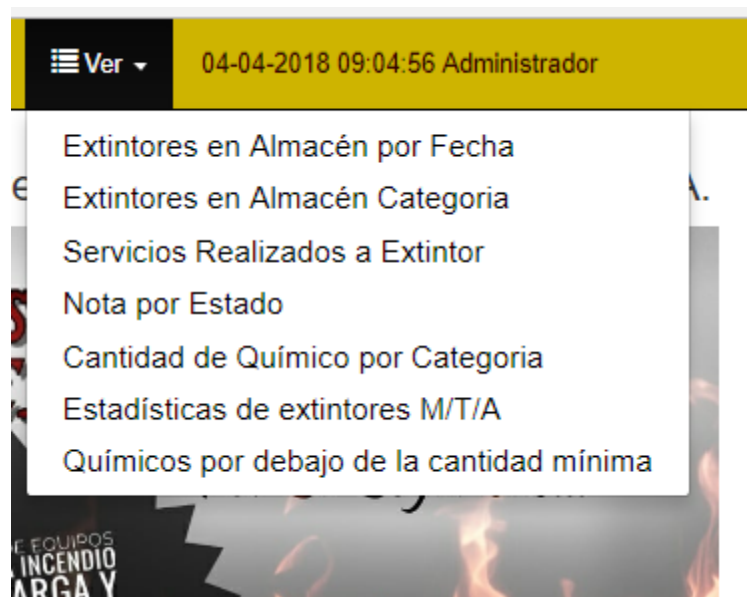 Ver
04-04-2018 09:04:56 Administrador
Extintores en Almacén por Fecha
Extintores en Almacén Categoria
Servicios Realizados a Extintor
Nota por Estado
Cantidad de Químico por Categoria
Estadísticas de extintores M/T/A
Químicos por debajo de la cantidad mínima
DE EQUIPOS
INCENDIO
ARGA Y